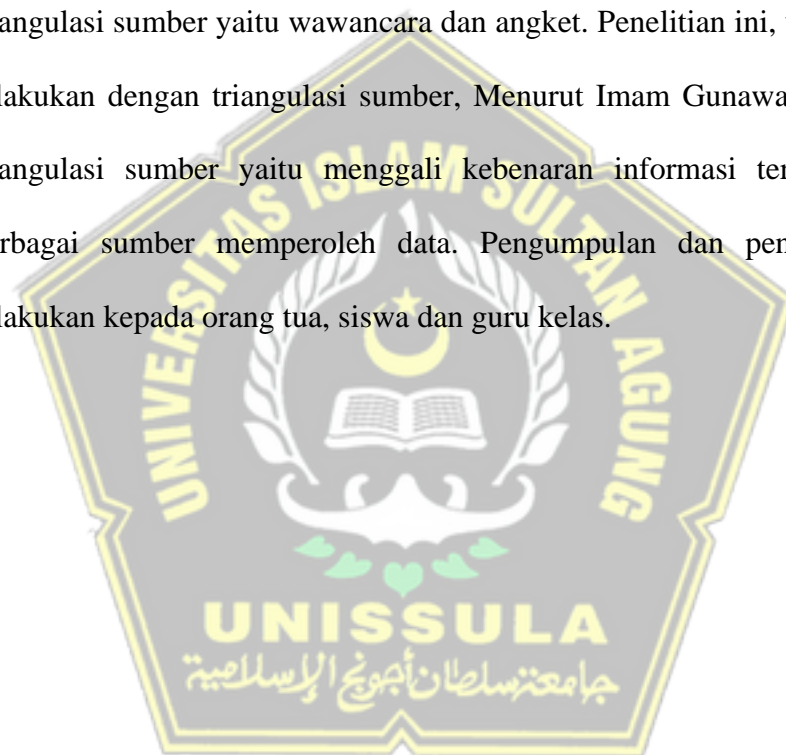 angulasi sumber yaitu wawancara dan angket. Penelitian ini,
lakukan dengan triangulasi sumber, Menurut Imam Gunawa
angulasi sumber yaitu menggali kebenaran informasi ter
rbagai sumber memperoleh data. Pengumpulan dan pen
lakukan kepada orang tua, siswa dan guru kelas.
UNIVERSITAS ISLAM SULTAN AGUNG
UNISSULA
جامعة سلطان أجونج الإسلامية